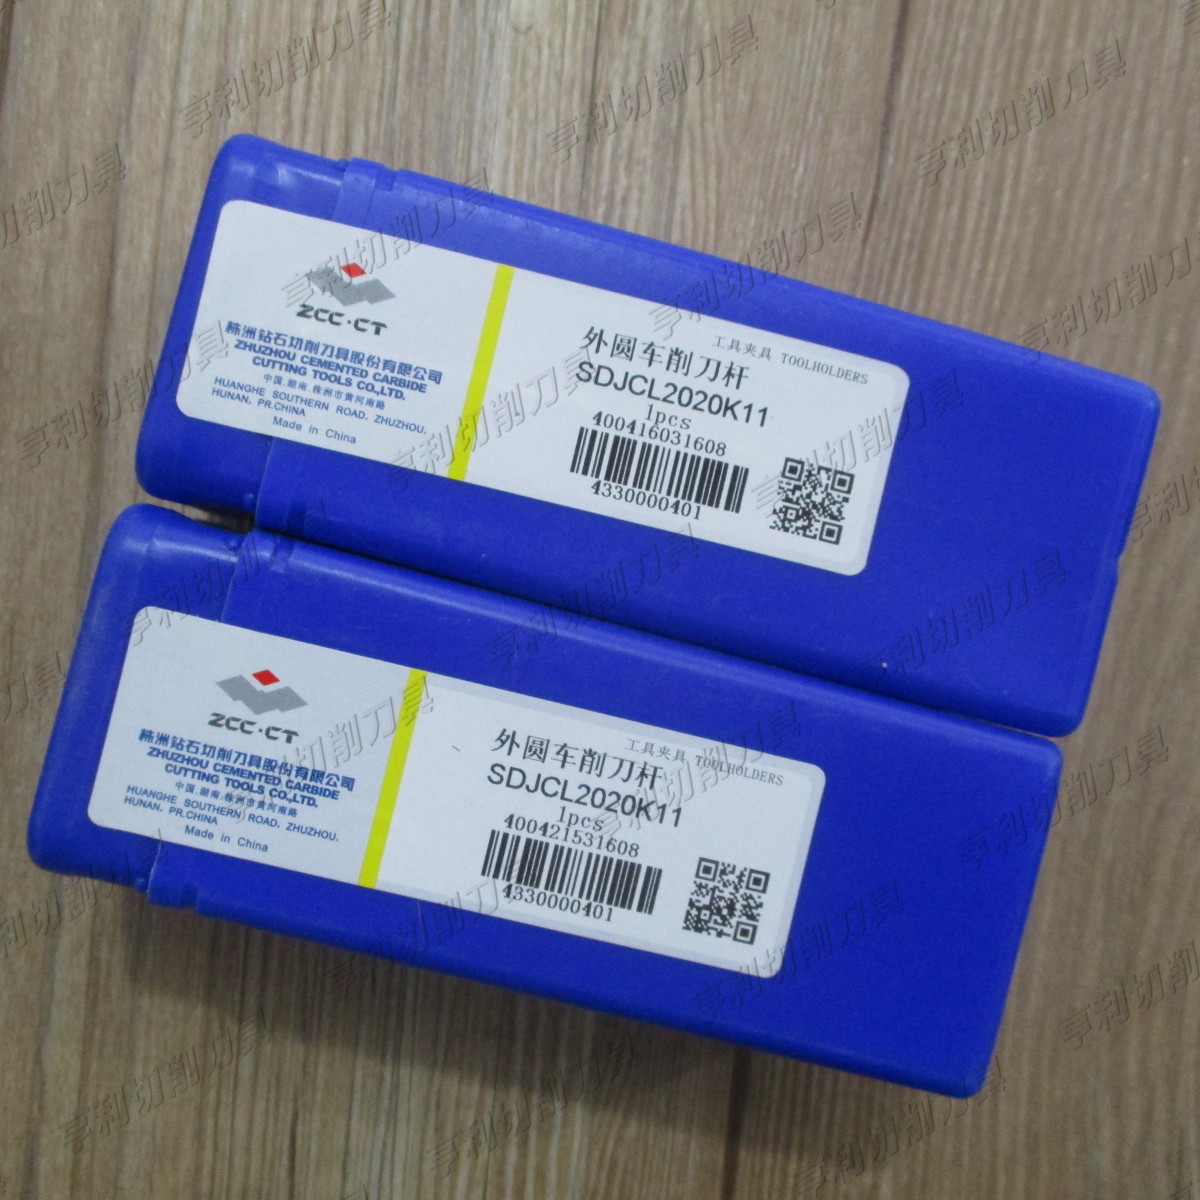 ZCC·CT
株洲钻石切削刀具股份有限公司
ZHUZHOU CEMENTED CARBIDE
CUTTING TOOLS CO.,LTD.
中国.湖南.株洲市黄河南路
HUANGHE SOUTHERN ROAD, ZHUZHOU,
HUNAN, PR.CHINA
Made in China
工具夹具 TOOLHOLDERS
外圆车削刀杆
SDJCL2020K11
1pcs
400416031608
4330000401
ZCC·CT
株洲钻石切削刀具股份有限公司
ZHUZHOU CEMENTED CARBIDE
CUTTING TOOLS CO.,LTD.
中国.湖南.株洲市黄河南路
HUANGHE SOUTHERN ROAD, ZHUZHOU,
HUNAN, PR.CHINA
Made in China
工具夹具 TOOLHOLDERS
外圆车削刀杆
SDJCL2020K11
1pcs
400421531608
4330000401
亨利切削刀具